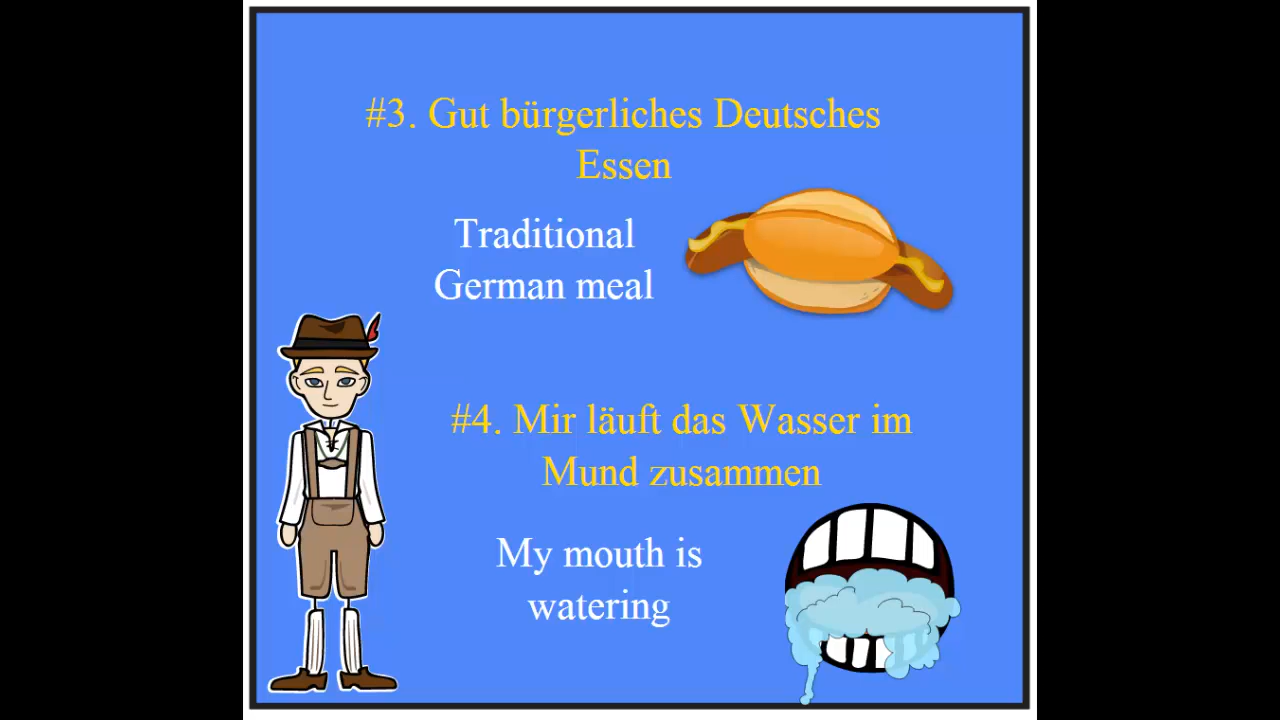 #3. Gut bürgerliches Deutsches
Essen
Traditional
German meal
#4. Mir läuft das Wasser im
Mund zusammen
My mouth is
watering